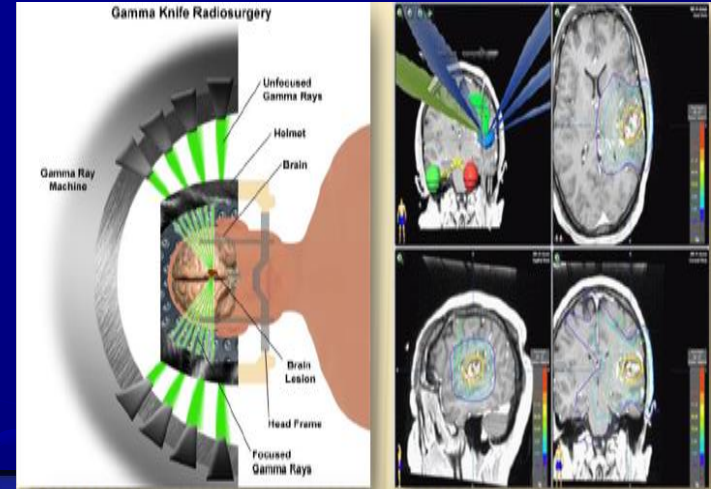 Gamma Knife Radiosurgery
Unfocused
Gamma Rays
Helmet
Brain
Gamma Ray
Machine
Brain
Lesion
Head Frame
Focused
Gamma Rays